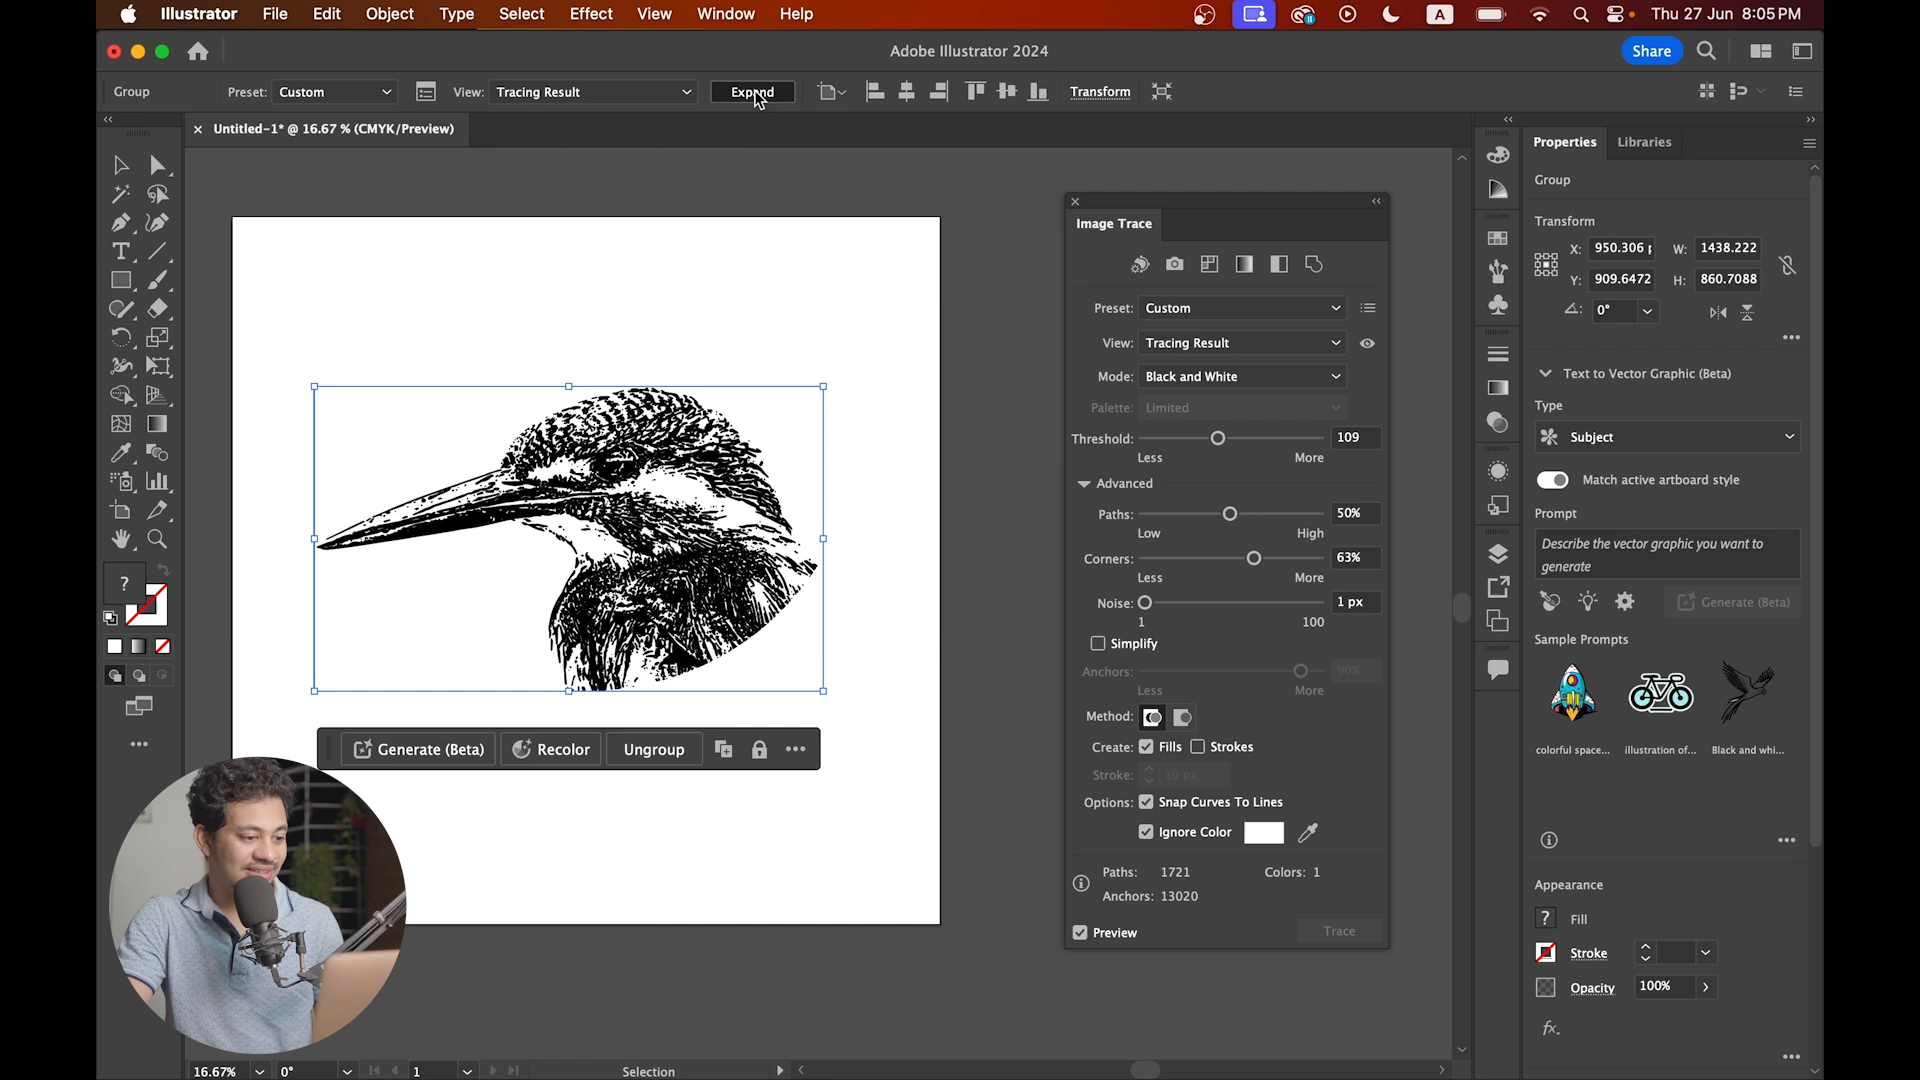 Illustrator File Edit Object Type Select Effect View Window Help
A
Thu 27 Jun 8:05 PM
Adobe Illustrator 2024
Share
Group
Preset: Custom
View: Tracing Result
Expand
Transform
Untitled-1* @ 16.67 % (CMYK/Preview)
T
?
Generate (Beta)
Recolor
Ungroup
16.67%
0°
1
Selection
Image Trace
Preset: Custom
View: Tracing Result
Mode: Black and White
Palette: Limited
Threshold: 109
Less More
Advanced
Paths: 50%
Low High
Corners: 63%
Less More
Noise: 1 px
1 100
Simplify
Anchors: 90%
Less More
Method:
Create: Fills Strokes
Stroke: 10 px
Options: Snap Curves To Lines
Ignore Color
Paths: 1721 Colors: 1
Anchors: 13020
Preview
Trace
Properties Libraries
Group
Transform
X: 950.306 W: 1438.222
Y: 909.6472 H: 860.7088
0°
Text to Vector Graphic (Beta)
Type
Subject
Match active artboard style
Prompt
Describe the vector graphic you want to
generate
Generate (Beta)
Sample Prompts
colorful space... illustration of... Black and whi...
Appearance
? Fill
Stroke
Opacity 100%
fx.